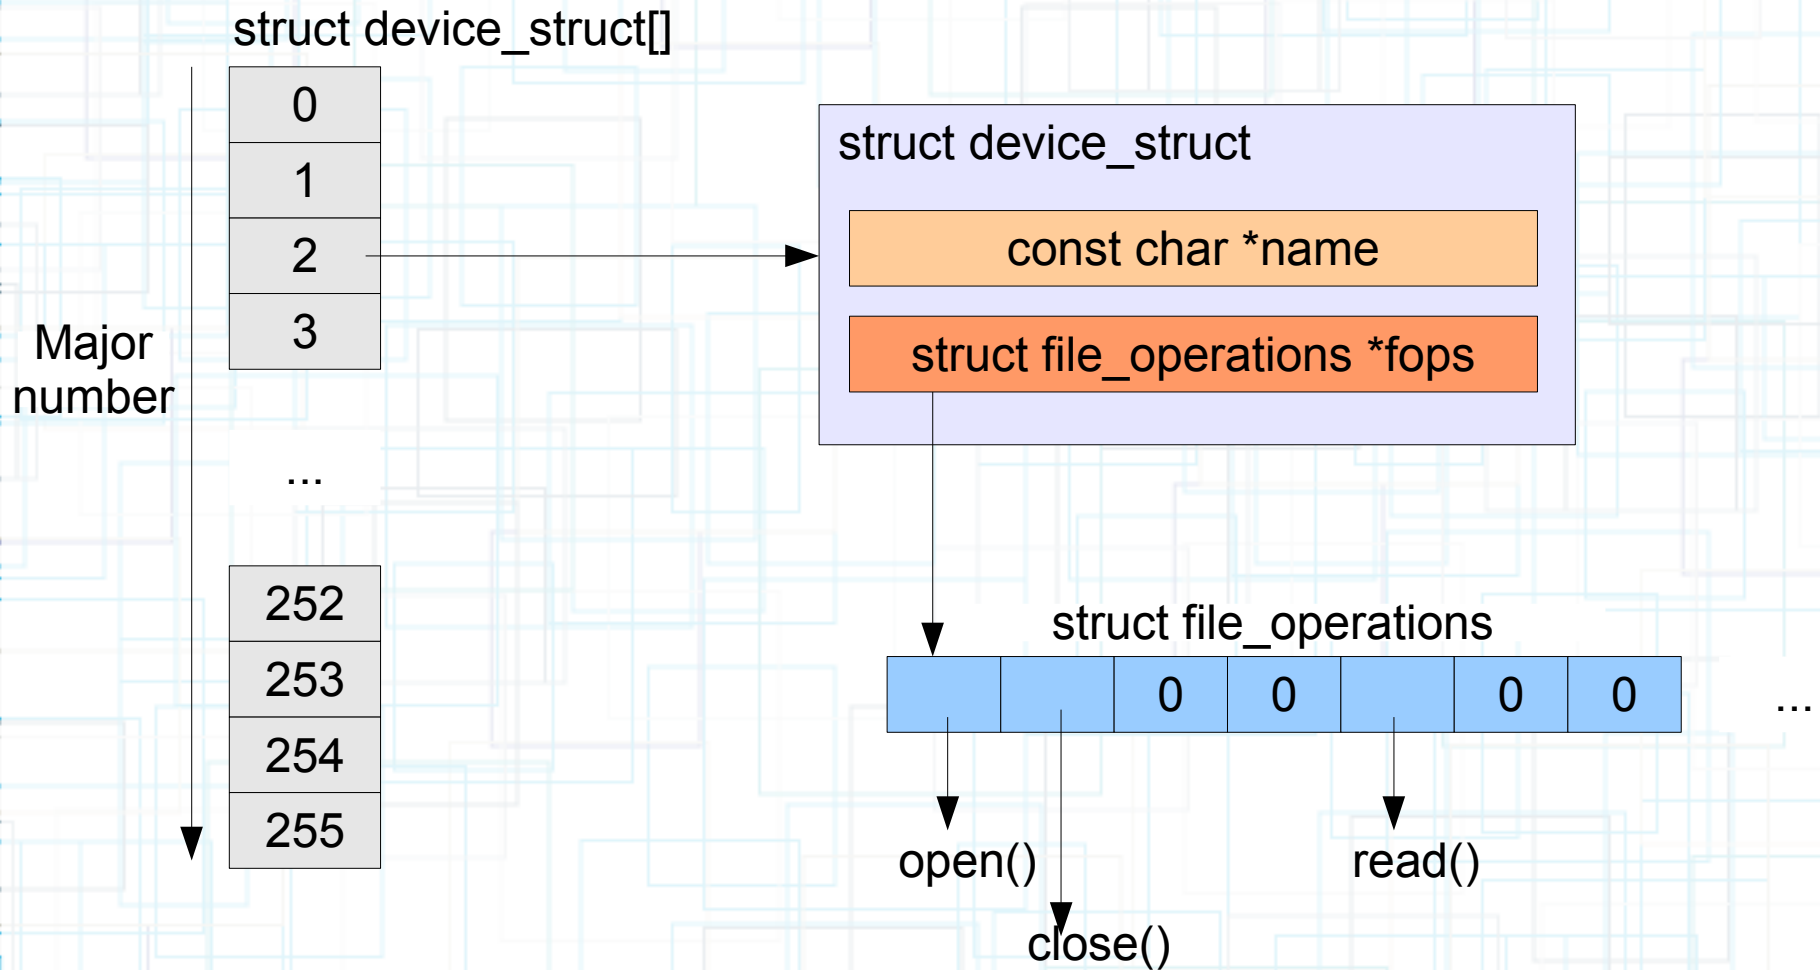 struct device_struct[]
0
1
2
3
...
252
253
254
255
Major
number
struct device_struct
const char *name
struct file_operations *fops
struct file_operations
0 0 0 0 ...
open()
read()
close()